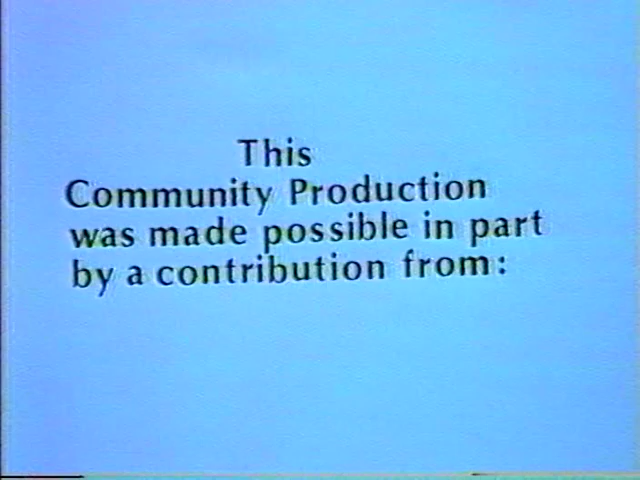 This
Community Production
was made possible in part
by a contribution from: